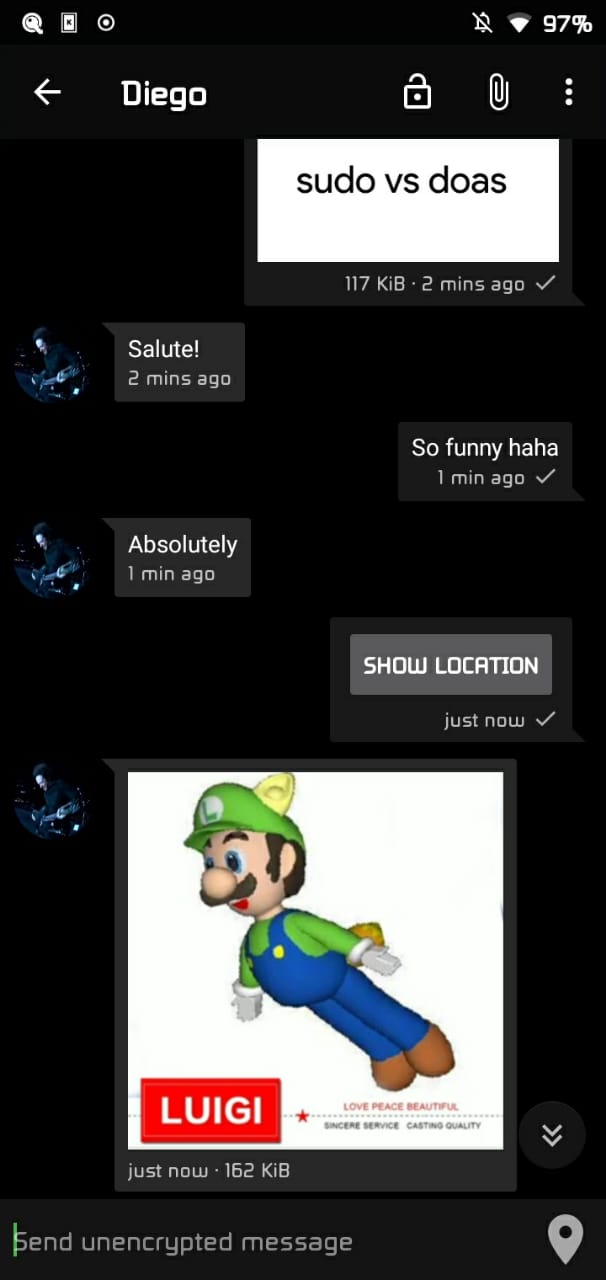 97%
Diego
sudo vs doas
117 KiB · 2 mins ago
Salute!
2 mins ago
So funny haha
1 min ago
Absolutely
1 min ago
SHOW LOCATION
just now
L
LUIGI
LOVE PEACE BEAUTIFUL
SINCERE SERVICE CASTING QUALITY
just now · 162 KiB
Send unencrypted message